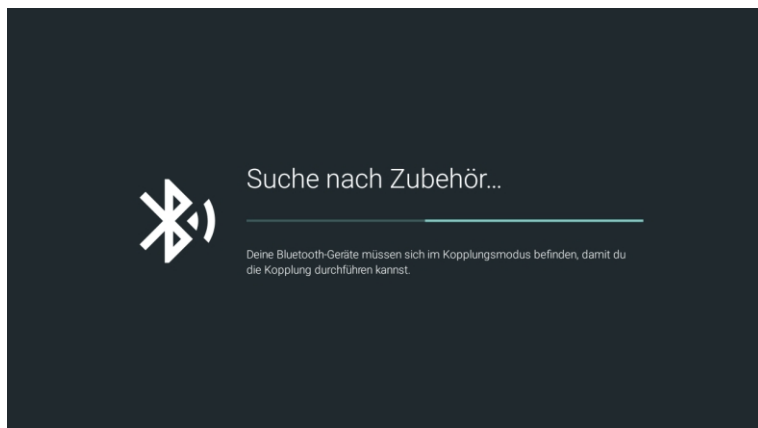 Suche nach Zubehör...
Deine Bluetooth-Geräte müssen sich im Kopplungsmodus befinden, damit du
die Kopplung durchführen kannst.